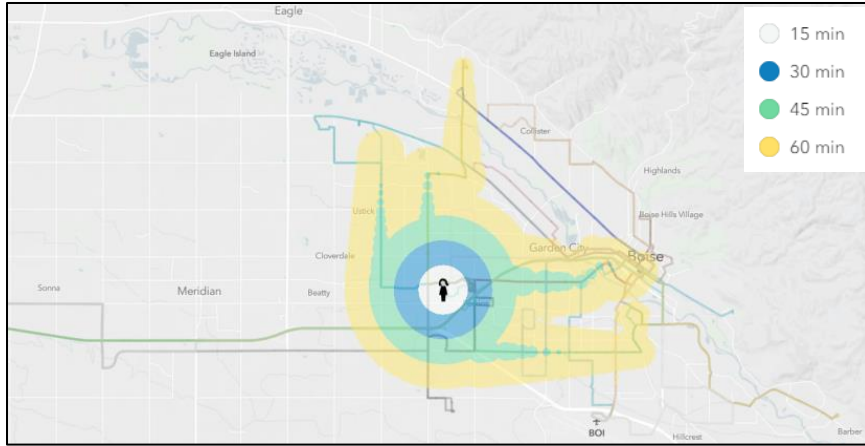 Eagle
Eagle Island
15 min
30 min
45 min
60 min
Collister
Highlands
Ustick
Boise Hills Village
Garden City
Cloverdale
Boise
Sonna
Meridian
Beatty
BOI
Hillcrest
Barber